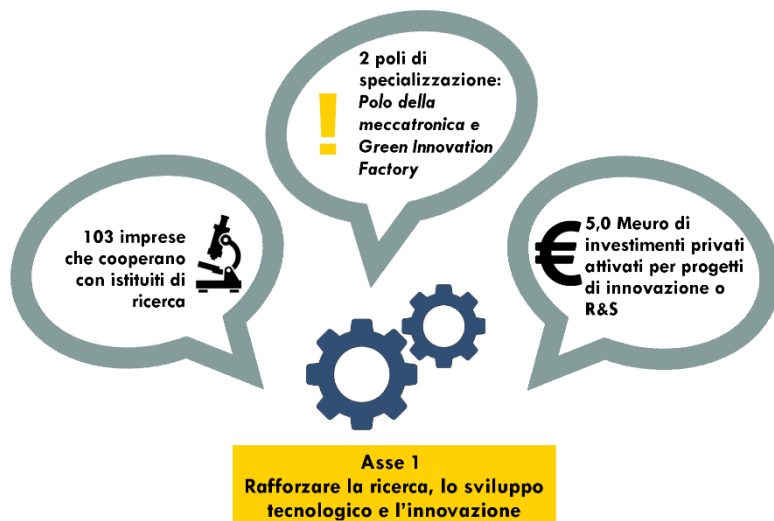 2 poli di
specializzazione:
Polo della
meccatronica e
Green Innovation
Factory
!
103 imprese
che cooperano
con istituiti di
ricerca
€
5,0 Meuro di
investimenti privati
attivati per progetti
di innovazione o
R&S
Asse 1
Rafforzare la ricerca, lo sviluppo
tecnologico e l'innovazione